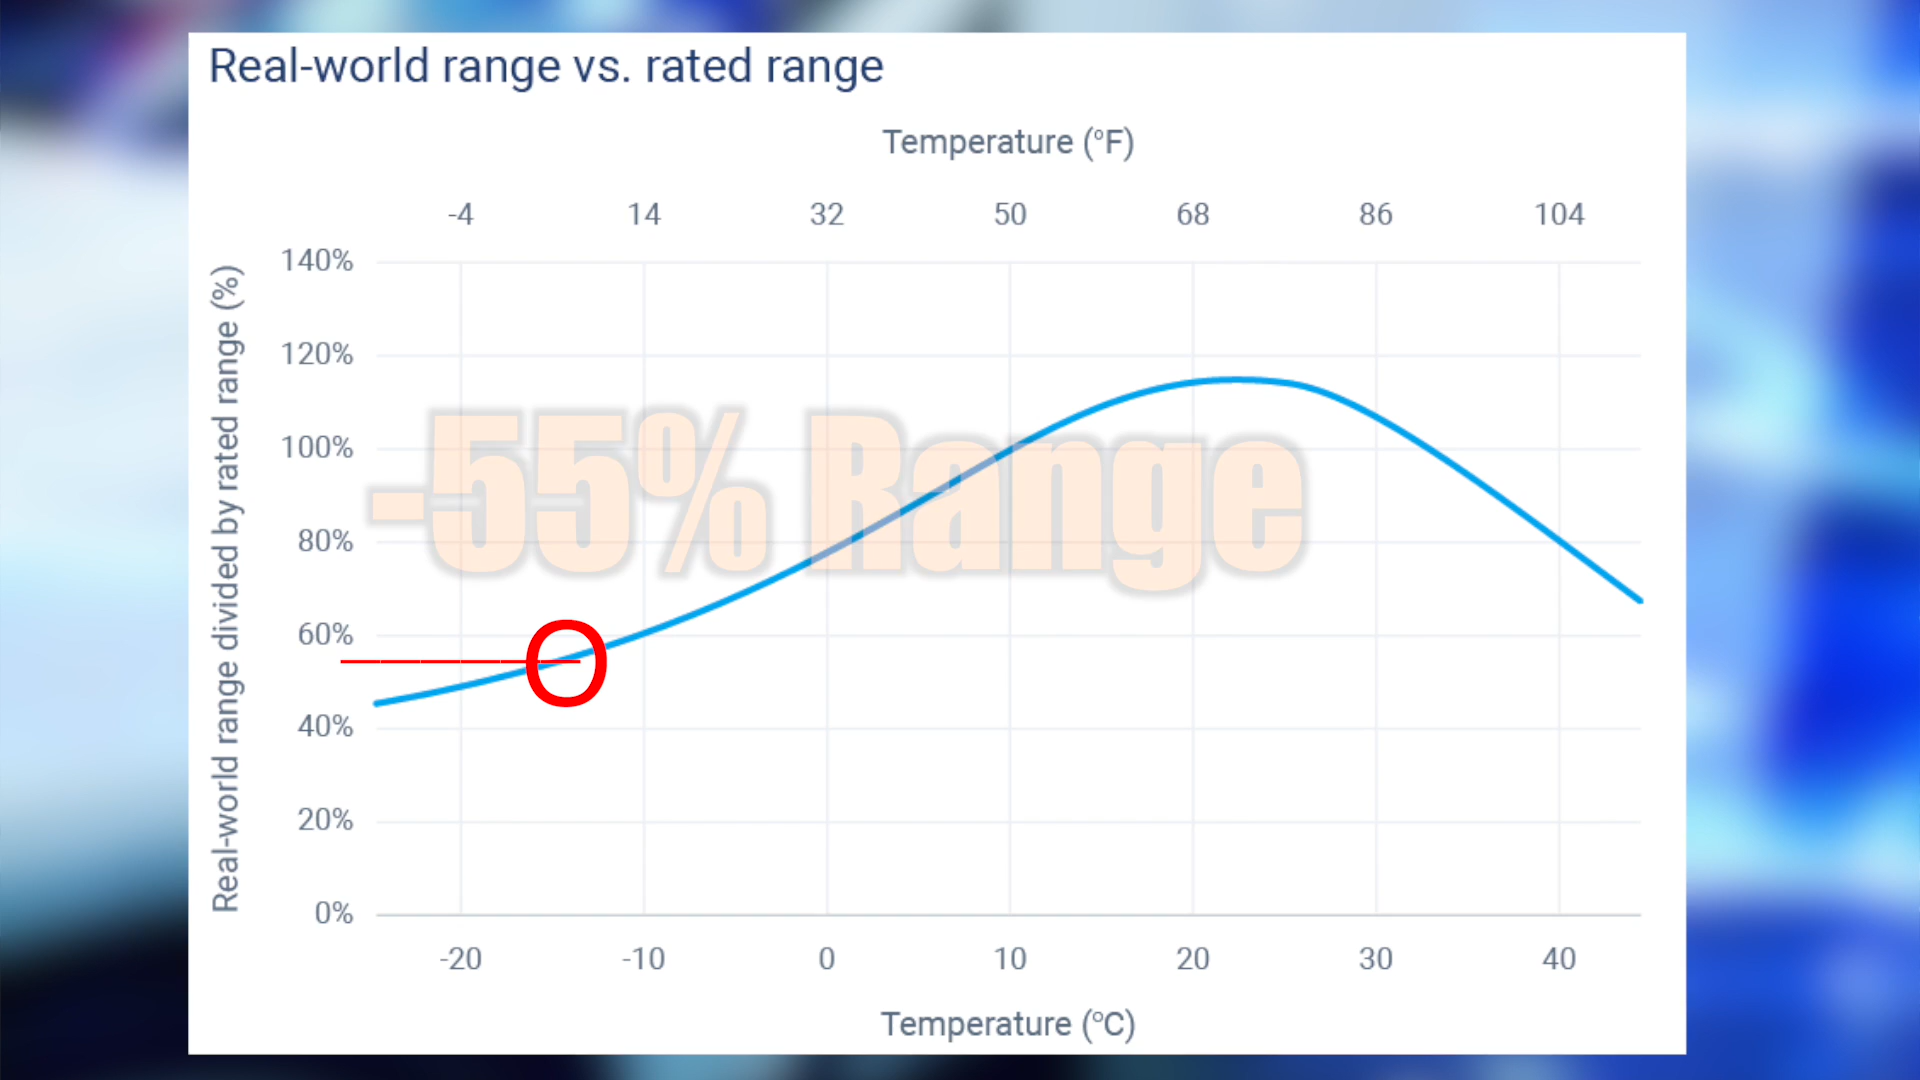 Real-world range vs. rated range
Temperature (°F)
-4 14 32 50 68 86 104
140%
120%
100%
80%
60%
40%
20%
0%
Real-world range divided by rated range (%)
-55% Range
-20 -10 0 10 20 30 40
Temperature (°C)